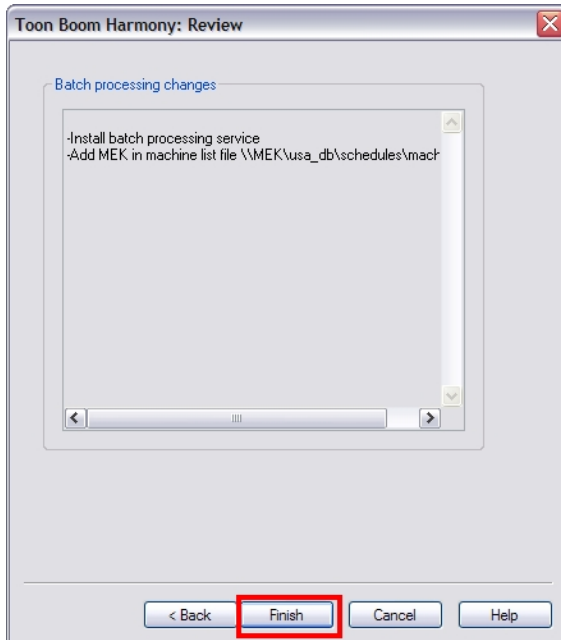 Toon Boom Harmony: Review
Batch processing changes
-Install batch processing service
-Add MEK in machine list file \\MEK\usa_db\schedules\mach
< Back
Finish
Cancel
Help